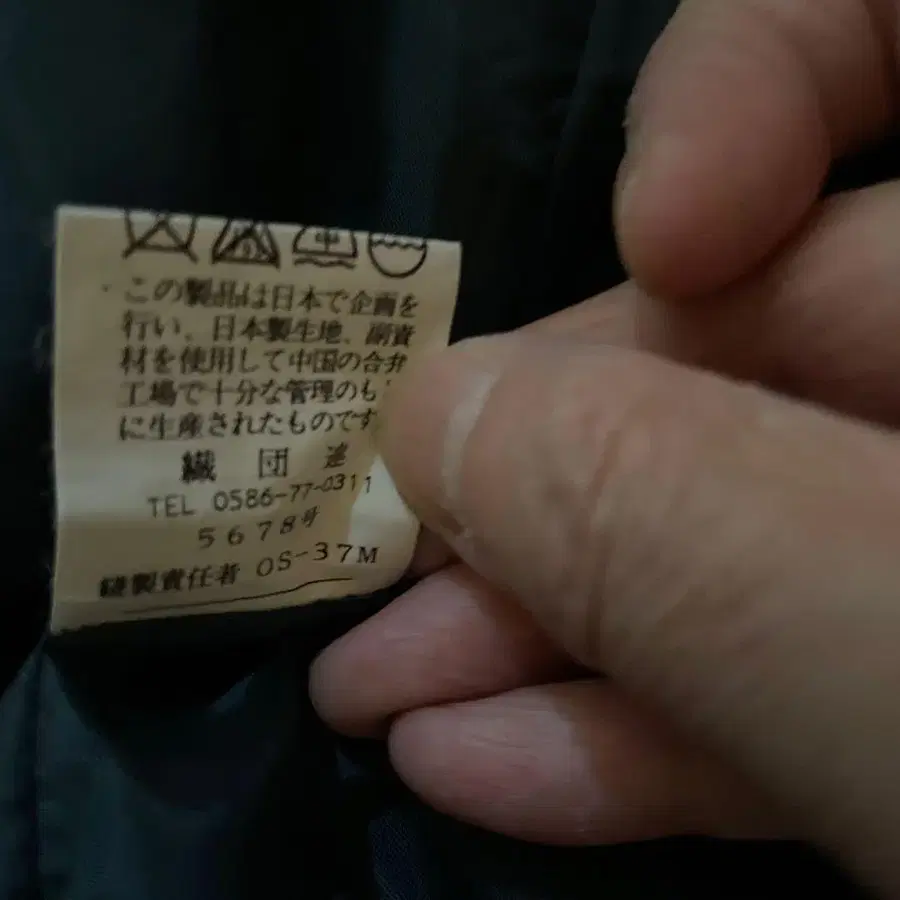 この製品は日本で企画を
行い、日本製生地、副資
材を使用して中国の合弁
工場で十分な管理のも
に生産されたものです
織団連
TEL 0586-77-0311
5678号
縫製責任者 OS-37M